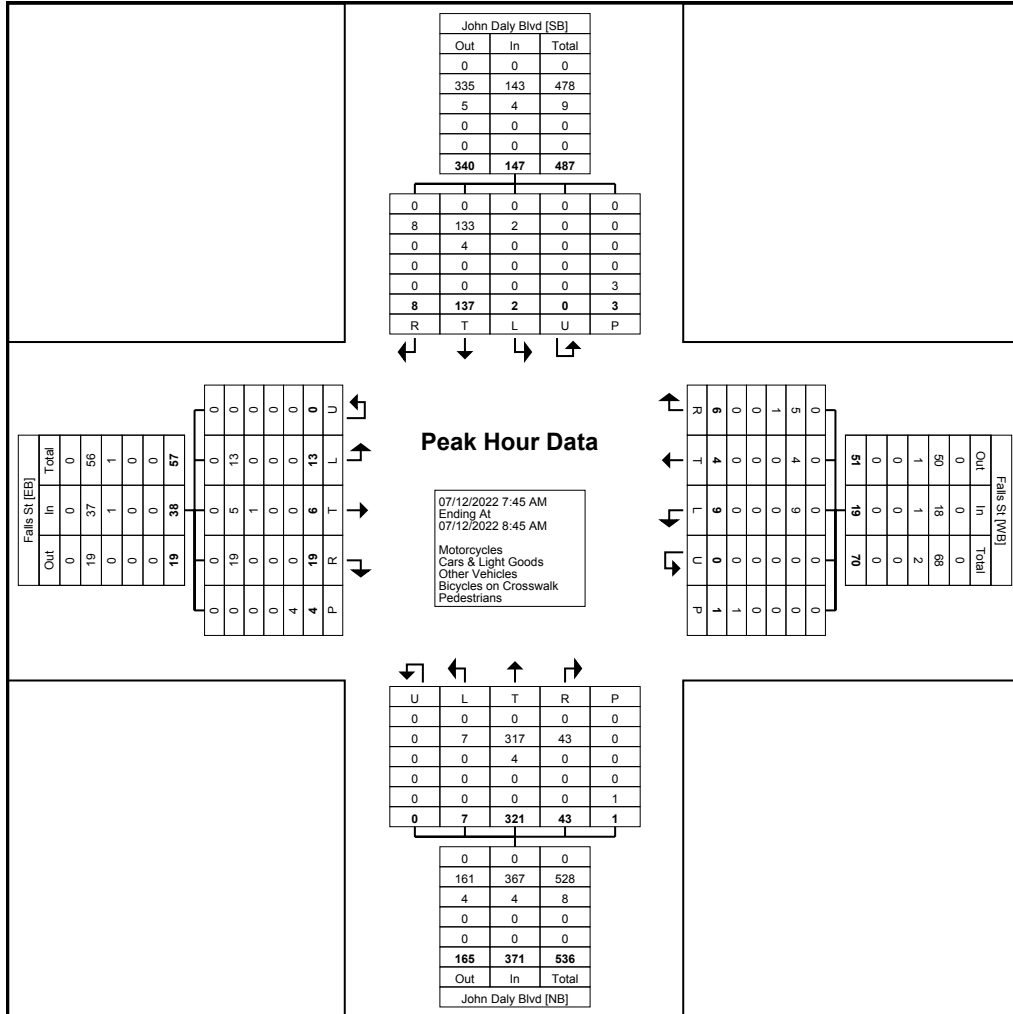 John Daly Blvd [SB]
Out In Total
0 0 0
335 143 478
5 4 9
0 0 0
0 0 0
340 147 487
0 0 0 0 0
8 133 2 0 0
0 4 0 0 0
0 0 0 0 0
0 0 0 0 3
8 137 2 0 3
R T L U P
Falls St [EB]
Total 0 56 1 0 0 57
In 0 37 1 0 0 38
Out 0 19 0 0 0 19
0 0 0 0 0 0 U
0 13 0 0 0 13 L
0 5 1 0 0 6 T
0 19 0 0 0 19 R
0 0 0 0 4 4 P
Peak Hour Data
07/12/2022 7:45 AM
Ending At
07/12/2022 8:45 AM
Motorcycles
Cars & Light Goods
Other Vehicles
Bicycles on Crosswalk
Pedestrians
R 6 0 0 1 5 0
T 4 0 0 0 4 0
L 9 0 0 0 9 0
U 0 0 0 0 0 0
P 1 1 0 0 0 0
51 0 0 1 50 0 Out
19 0 0 1 18 0 In
70 0 0 2 68 0 Total
Falls St [WB]
U L T R P
0 0 0 0 0
0 7 317 43 0
0 0 4 0 0
0 0 0 0 0
0 0 0 0 1
0 7 321 43 1
0 0 0
161 367 528
4 4 8
0 0 0
0 0 0
165 371 536
Out In Total
John Daly Blvd [NB]